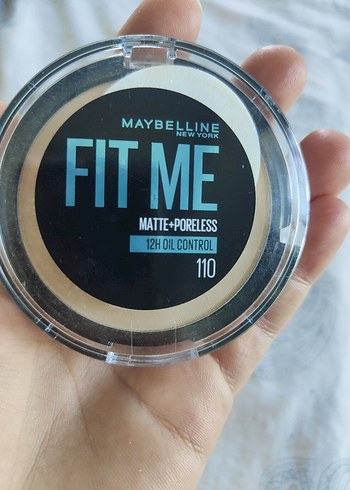 MAYBELLINE
NEW YORK
FIT ME
MATTE+PORELESS
12H OIL CONTROL
110